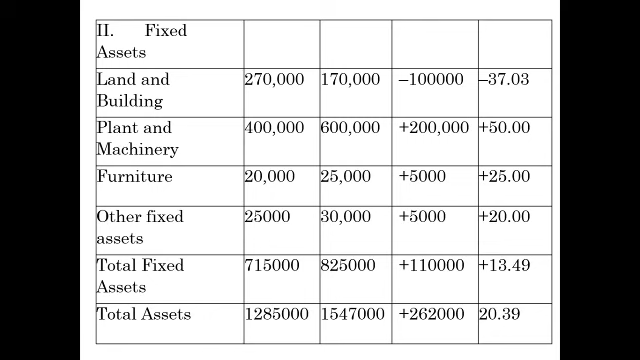 II. Fixed
Assets
Land and
Building 270,000 170,000 –100000 –37.03
Plant and
Machinery 400,000 600,000 +200,000 +50.00
Furniture 20,000 25,000 +5000 +25.00
Other fixed
assets 25000 30,000 +5000 +20.00
Total Fixed
Assets 715000 825000 +110000 +13.49
Total Assets 1285000 1547000 +262000 20.39